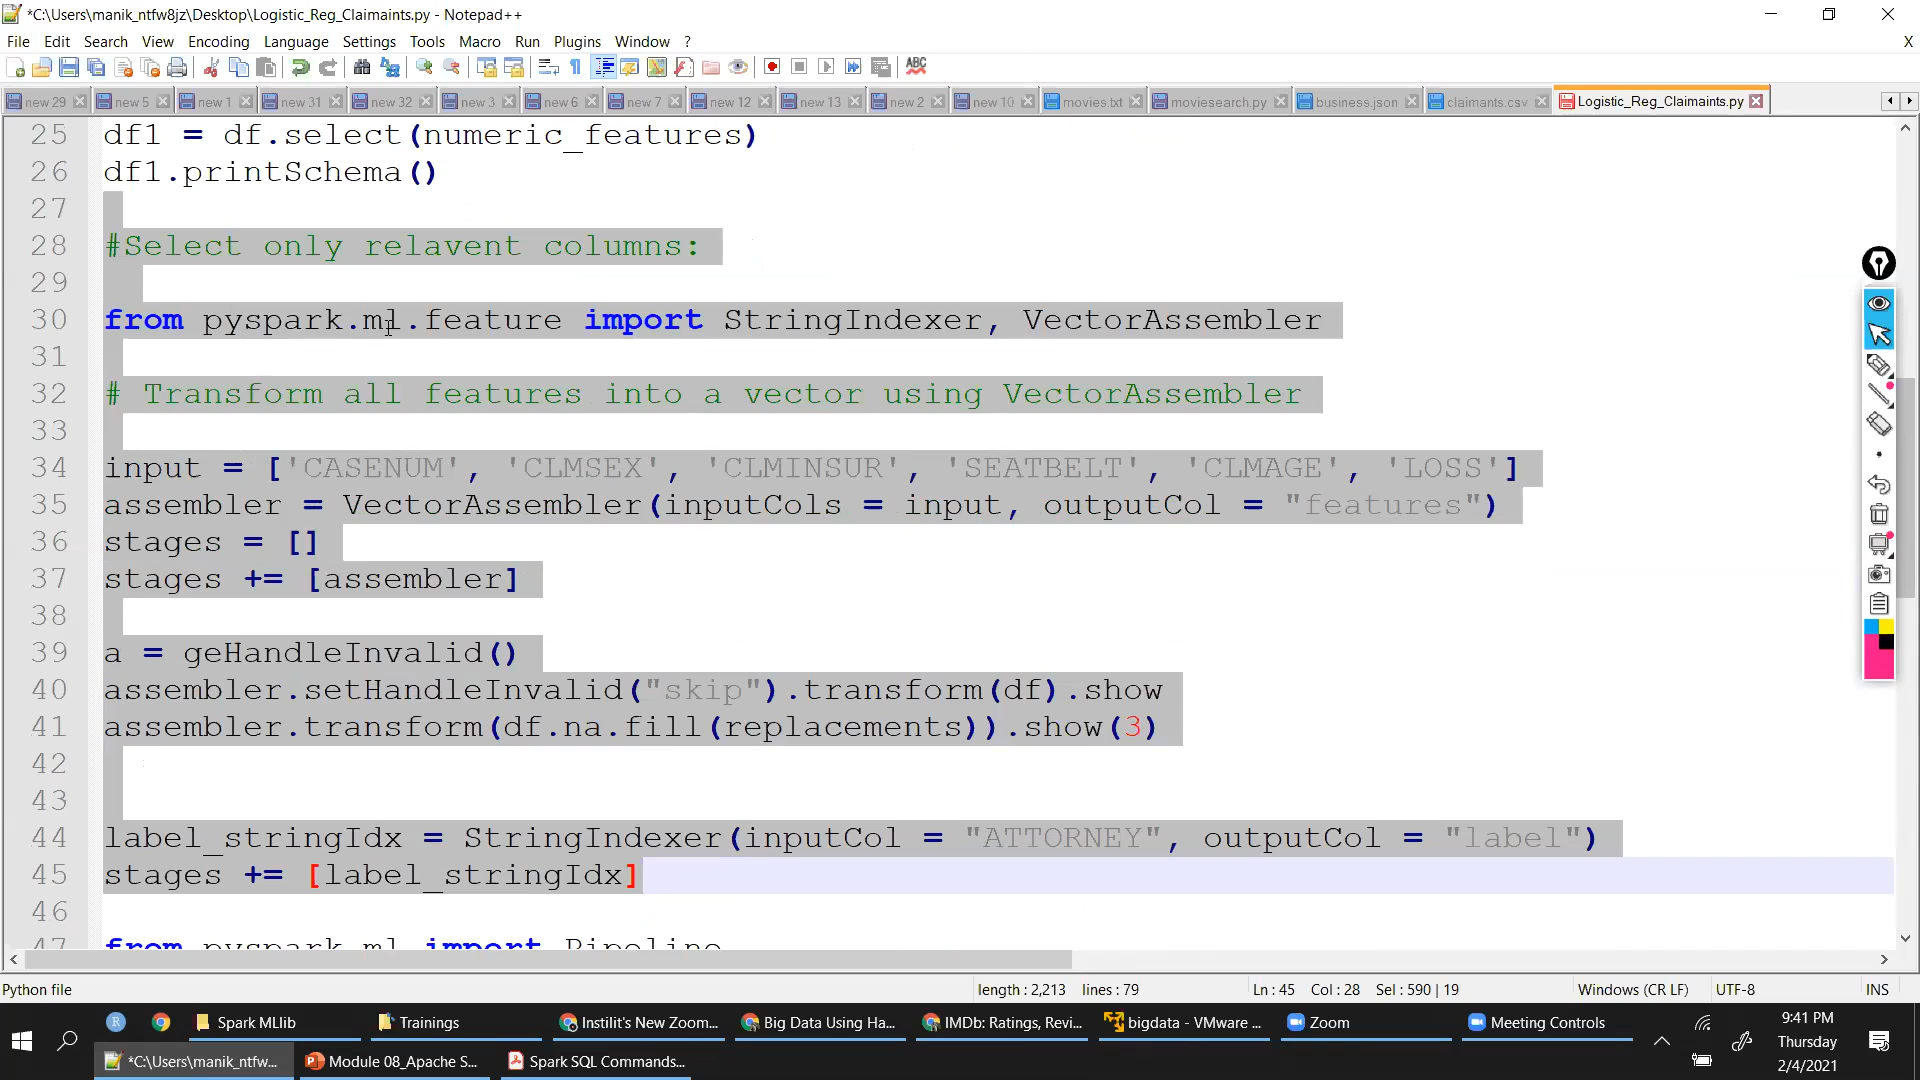 *C:\Users\manik_ntfw8jz\Desktop\Logistic_Reg_Claimaints.py - Notepad++
File Edit Search View Encoding Language Settings Tools Macro Run Plugins Window ? X
ABC
new 29 new 5 new 1 new 31 new 32 new 3 new 6 new 7 new 12 new 13 new 2 new 10 movies.txt moviesearch.py business.json claimants.csv Logistic_Reg_Claimaints.py
25 df1 = df.select(numeric_features)
26 df1.printSchema()
27
28 #Select only relavent columns:
29
30 from pyspark.ml.feature import StringIndexer, VectorAssembler
31
32 # Transform all features into a vector using VectorAssembler
33
34 input = ['CASENUM', 'CLMSEX', 'CLMINSUR', 'SEATBELT', 'CLMAGE', 'LOSS']
35 assembler = VectorAssembler(inputCols = input, outputCol = "features")
36 stages = []
37 stages += [assembler]
38
39 a = geHandleInvalid()
40 assembler.setHandleInvalid("skip").transform(df).show
41 assembler.transform(df.na.fill(replacements)).show(3)
42
43
44 label_stringIdx = StringIndexer(inputCol = "ATTORNEY", outputCol = "label")
45 stages += [label_stringIdx]
46
47 from pyspark.ml import Pipeline
Python file length : 2,213 lines : 79 Ln : 45 Col : 28 Sel : 590 | 19 Windows (CR LF) UTF-8 INS
R Spark MLlib Trainings Instilit's New Zoom... Big Data Using Ha... IMDb: Ratings, Revi... bigdata - VMware ... Zoom Meeting Controls
*C:\Users\manik_ntfw... Module 08_Apache S... Spark SQL Commands...
9:41 PM
Thursday
2/4/2021